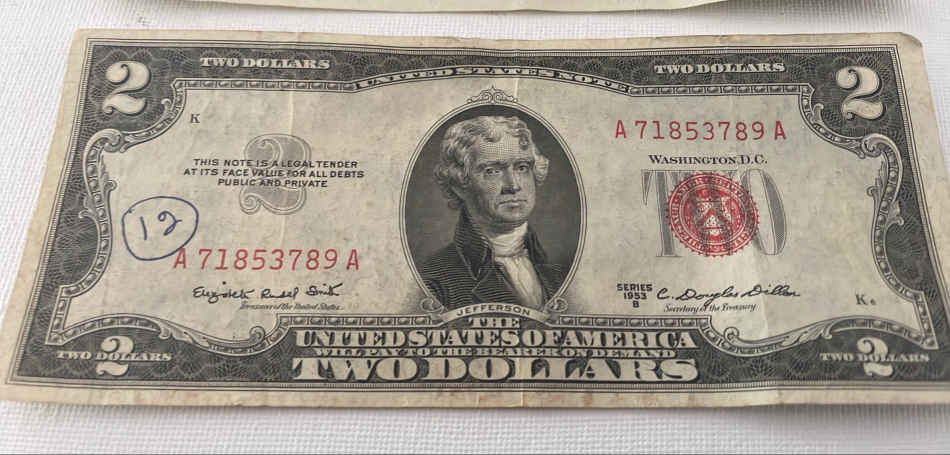 2 TWO DOLLARS UNITED STATES NOTE TWO DOLLARS 2
K
A 71853789 A
WASHINGTON, D.C.
THIS NOTE IS A LEGAL TENDER
AT ITS FACE VALUE FOR ALL DEBTS
PUBLIC AND PRIVATE
2
TWO
12
A 71853789 A
Elizabeth Rudel Smith
Treasurer of the United States
SERIES
1953
B
C. Douglas Dillon
Secretary of the Treasury
K
JEFFERSON
THE
UNITED STATES OF AMERICA
WILL PAY TO THE BEARER ON DEMAND
TWO DOLLARS
TWO DOLLARS
2
TWO DOLLARS
2